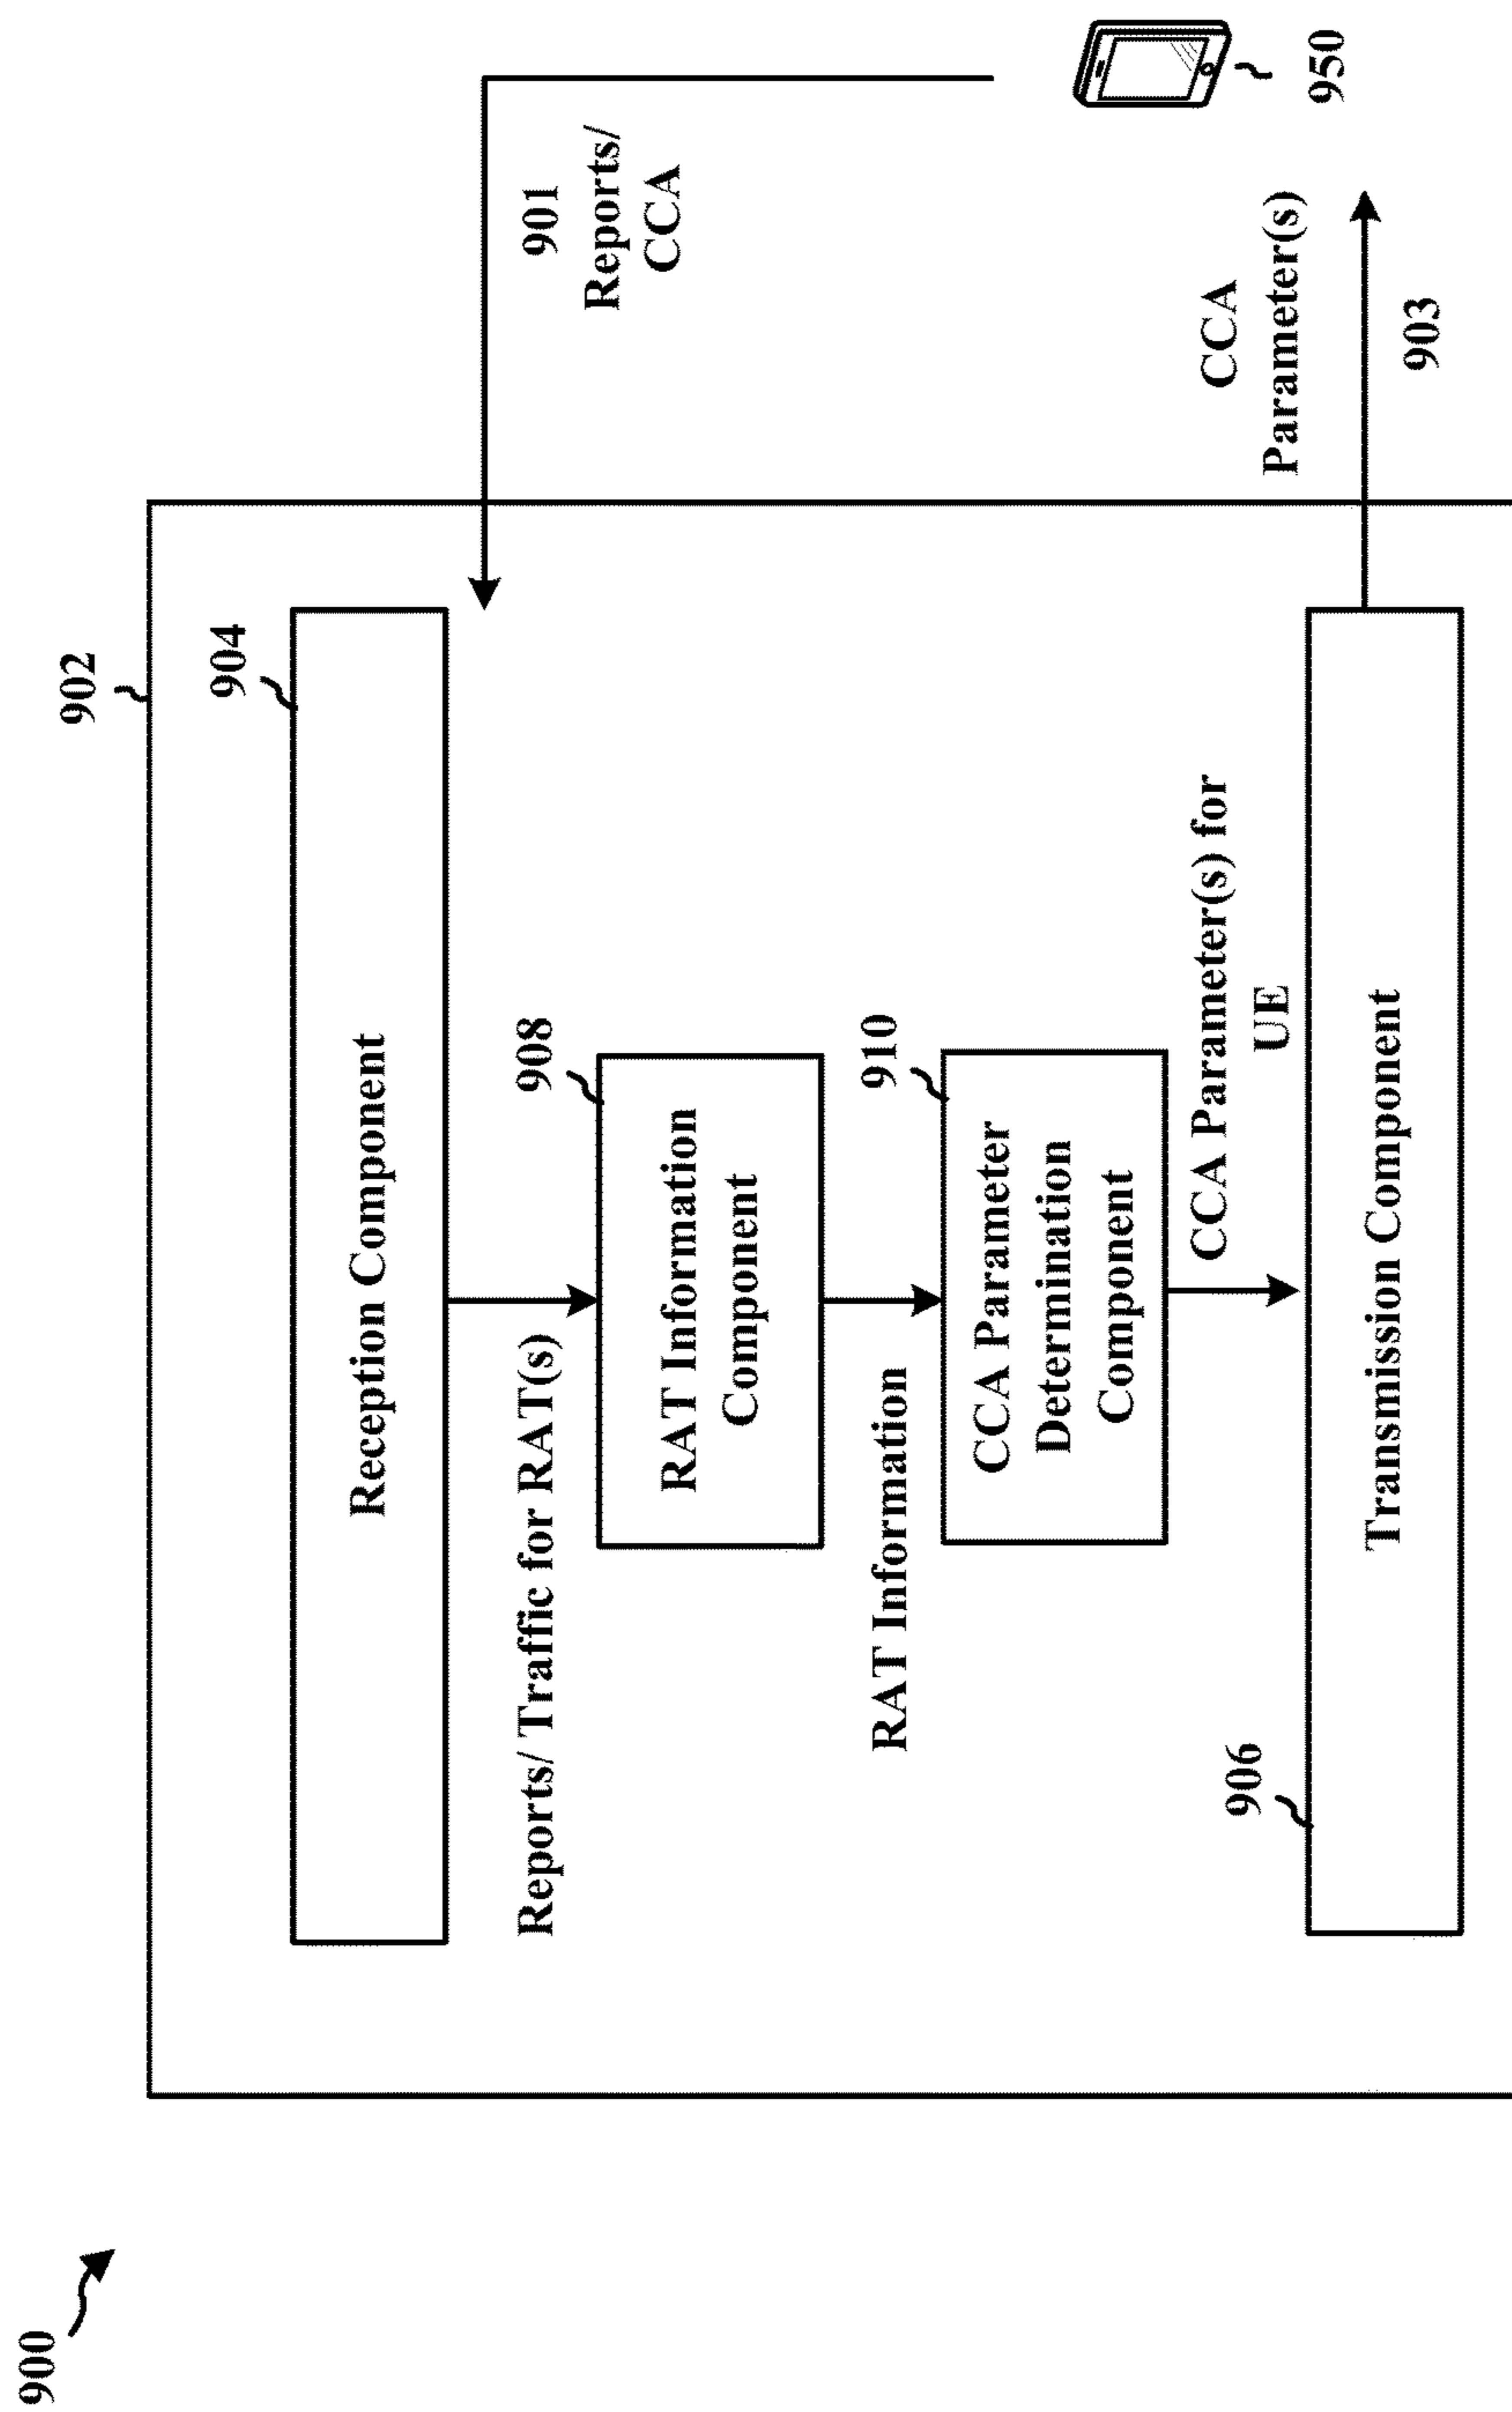 900
902
904
Reception Component
901
Reports/
CCA
Reports/ Traffic for RAT(s)
908
RAT Information
Component
RAT Information
910
CCA Parameter
Determination
Component
CCA Parameter(s) for
UE
906
Transmission Component
CCA
Parameter(s)
903
950